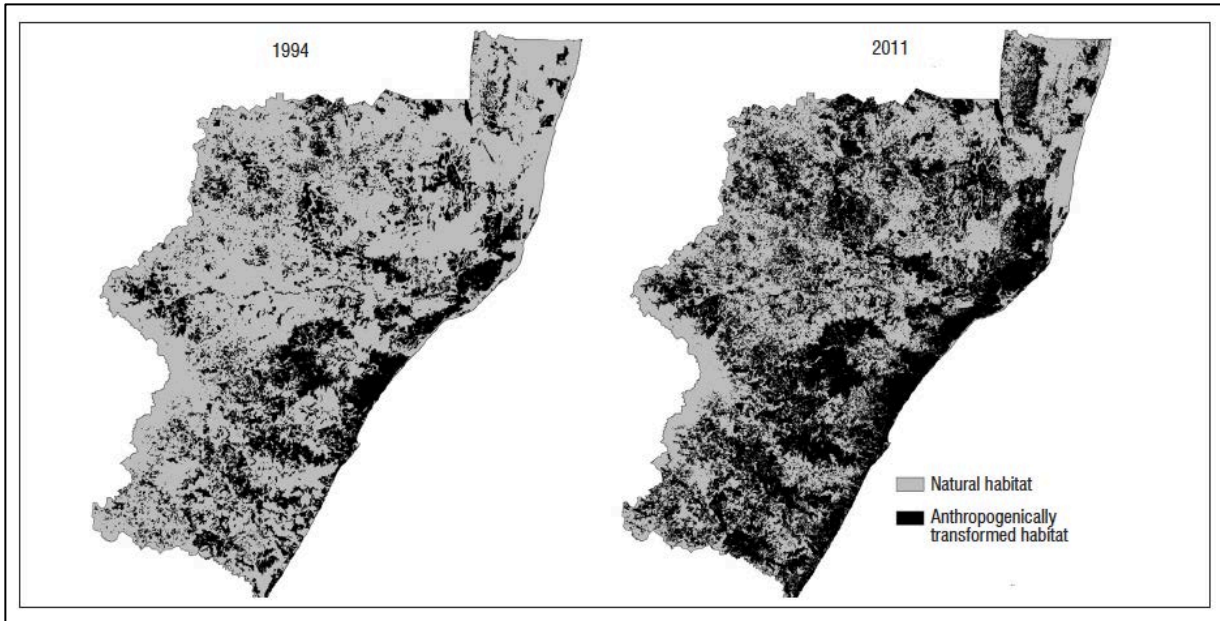 1994
2011
Natural habitat
Anthropogenically
transformed habitat